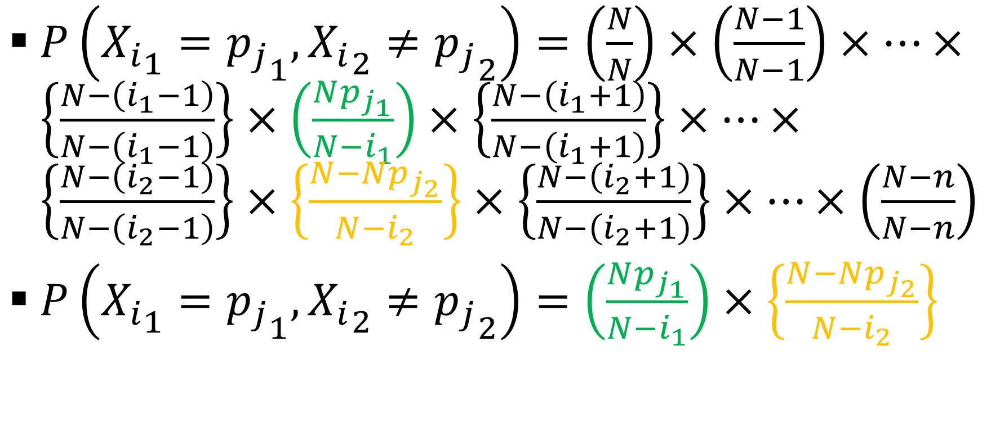 ▪ P(X_{i_1} = p_{j_1}, X_{i_2} ≠ p_{j_2}) = (N/N) × ((N−1)/(N−1)) × ⋯ ×
{(N−(i_1−1))/(N−(i_1−1))} × (Np_{j_1}/(N−i_1)) × {(N−(i_1+1))/(N−(i_1+1))} × ⋯ ×
{(N−(i_2−1))/(N−(i_2−1))} × {(N−Np_{j_2})/(N−i_2)} × {(N−(i_2+1))/(N−(i_2+1))} × ⋯ × ((N−n)/(N−n))
▪ P(X_{i_1} = p_{j_1}, X_{i_2} ≠ p_{j_2}) = (Np_{j_1}/(N−i_1)) × {(N−Np_{j_2})/(N−i_2)}